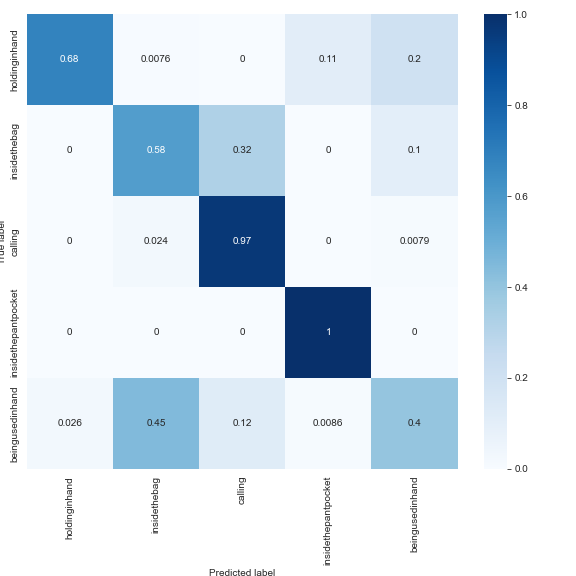 holdinginhand 0.68 0.0076 0 0.11 0.2
insidethebag 0 0.58 0.32 0 0.1
True label
calling 0 0.024 0.97 0 0.0079
insidethepantpocket 0 0 0 1 0
beingusedinhand 0.026 0.45 0.12 0.0086 0.4
holdinginhand insidethebag calling insidethepantpocket beingusedinhand
Predicted label
1.0
0.8
0.6
0.4
0.2
0.0